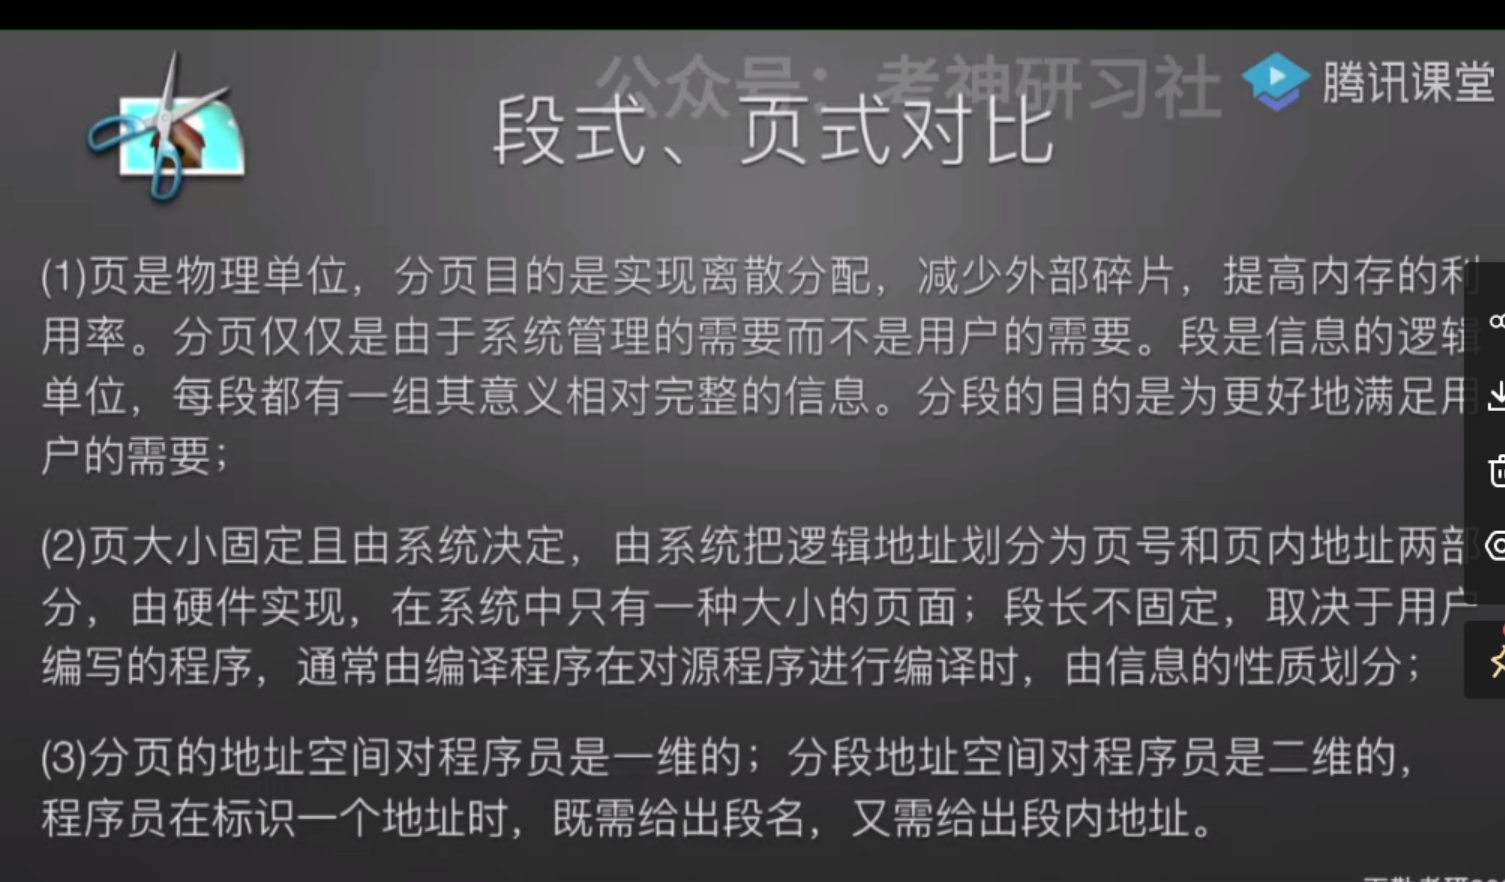 公众号：考神研习社
腾讯课堂
段式、页式对比
(1)页是物理单位，分页目的是实现离散分配，减少外部碎片，提高内存的利
用率。分页仅仅是由于系统管理的需要而不是用户的需要。段是信息的逻辑
单位，每段都有一组其意义相对完整的信息。分段的目的是为更好地满足用
户的需要；
(2)页大小固定且由系统决定，由系统把逻辑地址划分为页号和页内地址两部
分，由硬件实现，在系统中只有一种大小的页面；段长不固定，取决于用户
编写的程序，通常由编译程序在对源程序进行编译时，由信息的性质划分；
(3)分页的地址空间对程序员是一维的；分段地址空间对程序员是二维的，
程序员在标识一个地址时，既需给出段名，又需给出段内地址。